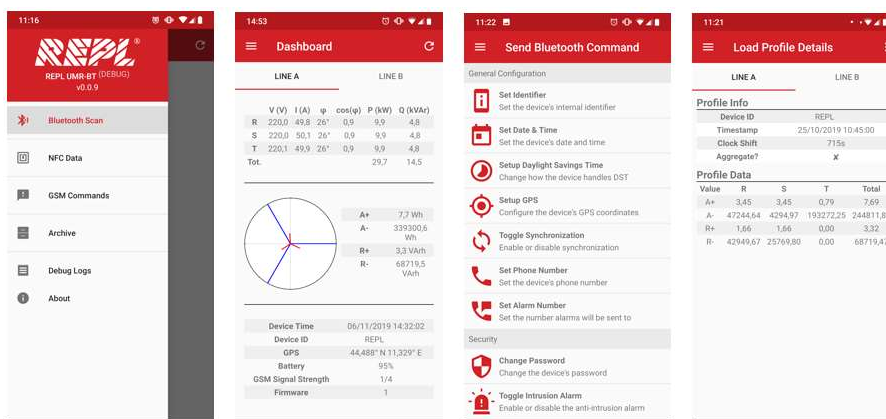 11:16
REPL®
REPL UMR-BT (DEBUG)
v0.0.9
Bluetooth Scan
NFC Data
GSM Commands
Archive
Debug Logs
About
14:53
Dashboard
LINE A LINE B
V (V) I (A) φ cos(φ) P (kW) Q (kVAr)
R 220,0 49,8 26° 0,9 9,9 4,8
S 220,0 50,1 26° 0,9 9,9 4,8
T 220,1 49,9 26° 0,9 9,9 4,8
Tot. 29,7 14,5
A+ 7,7 Wh
A- 339300,6
Wh
R+ 3,3 VArh
R- 68719,5
VArh
Device Time 06/11/2019 14:32:02
Device ID REPL
GPS 44,488° N 11,329° E
Battery 95%
GSM Signal Strength 1/4
Firmware 1
11:22
Send Bluetooth Command
General Configuration
Set Identifier
Set the device's internal identifier
Set Date & Time
Set the device's date and time
Setup Daylight Savings Time
Change how the device handles DST
Setup GPS
Configure the device's GPS coordinates
Toggle Synchronization
Enable or disable synchronization
Set Phone Number
Set the device's phone number
Set Alarm Number
Set the number alarms will be sent to
Security
Change Password
Change the device's password
Toggle Intrusion Alarm
Enable or disable the anti-intrusion alarm
11:21
Load Profile Details
LINE A LINE B
Profile Info
Device ID REPL
Timestamp 25/10/2019 10:45:00
Clock Shift 715s
Aggregate? ✘
Profile Data
Value R S T Total
A+ 3,45 3,45 0,79 7,69
A- 47244,64 4294,97 193272,25 244811,8
R+ 1,66 1,66 0,00 3,32
R- 42949,67 25769,80 0,00 68719,47